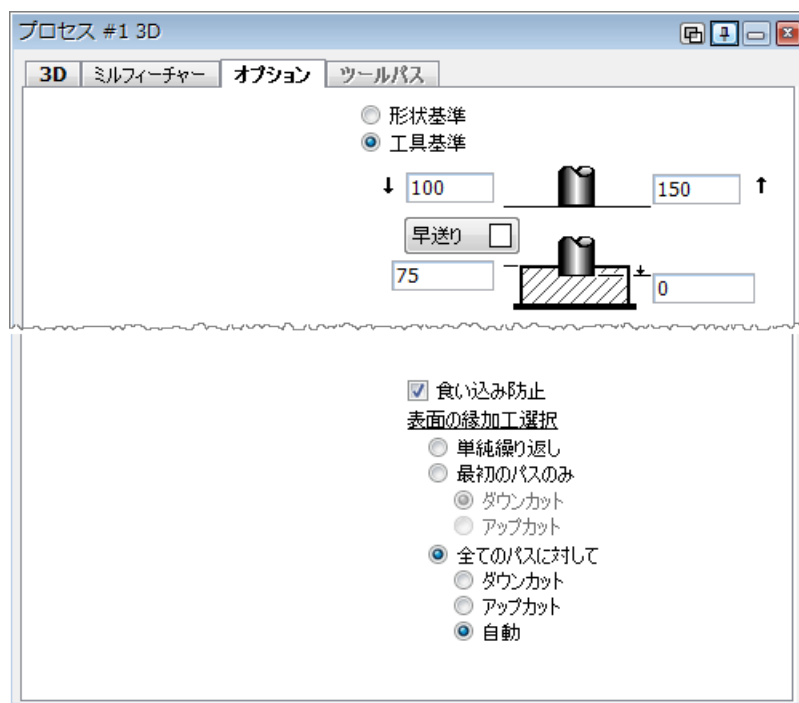 プロセス #1 3D
3D ミルフィーチャー オプション ツールパス
形状基準
工具基準
100 150
早送り
75
0
食い込み防止
表面の縁加工選択
単純繰り返し
最初のパスのみ
ダウンカット
アップカット
全てのパスに対して
ダウンカット
アップカット
自動